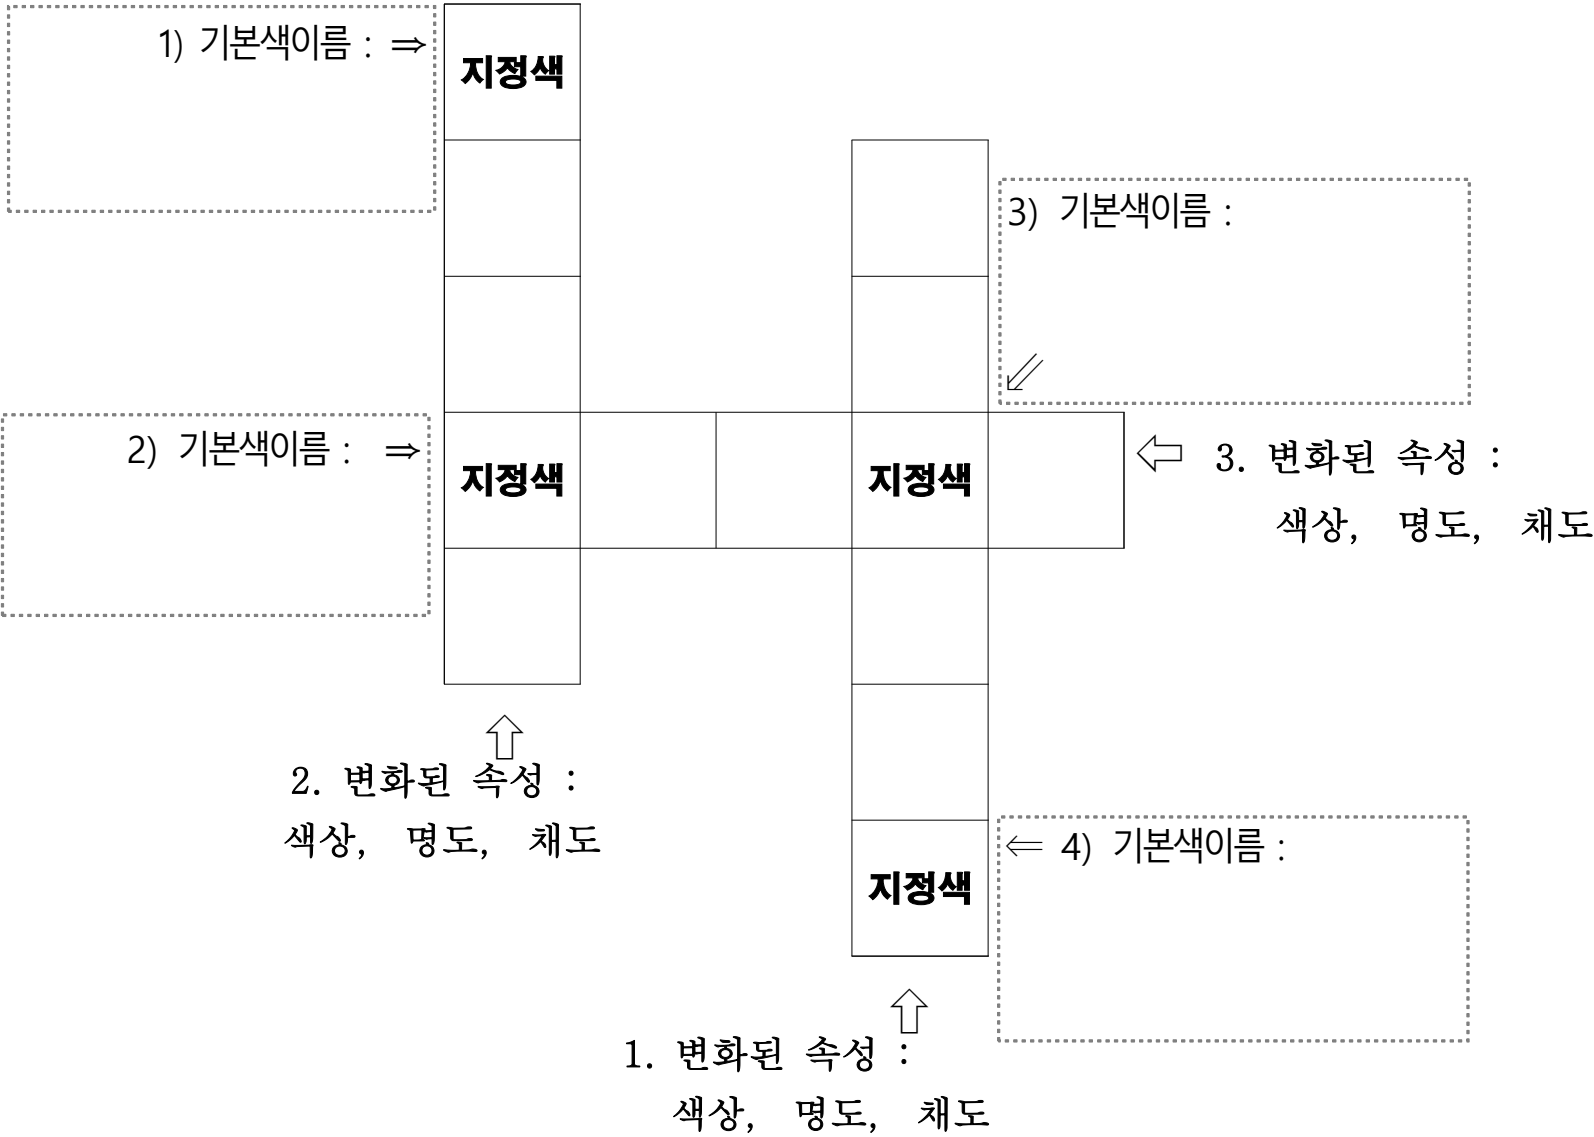 1) 기본색이름 : ⇒
지정색
3) 기본색이름 :
2) 기본색이름 : ⇒
지정색
지정색
3. 변화된 속성 :
색상, 명도, 채도
2. 변화된 속성 :
색상, 명도, 채도
⇐ 4) 기본색이름 :
지정색
1. 변화된 속성 :
색상, 명도, 채도